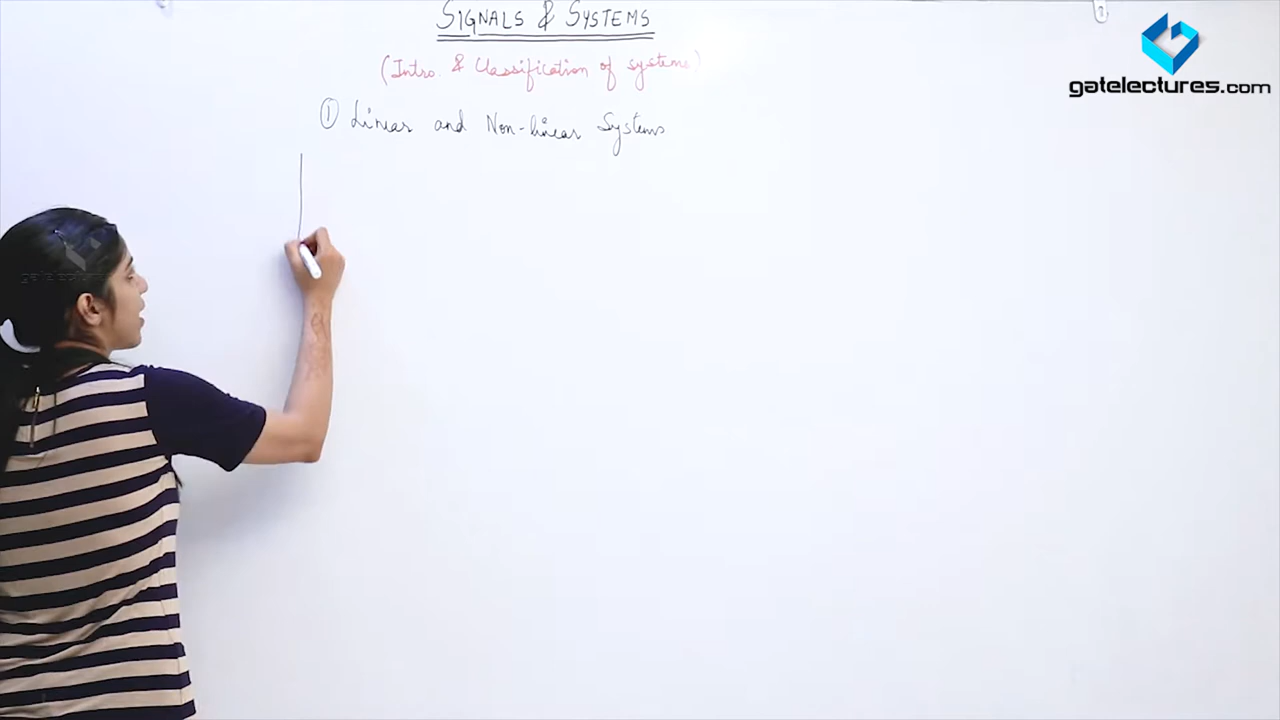 SIGNALS & SYSTEMS
(Intro. & Classification of systems)
① Linear and Non-linear Systems
gatelectures.com